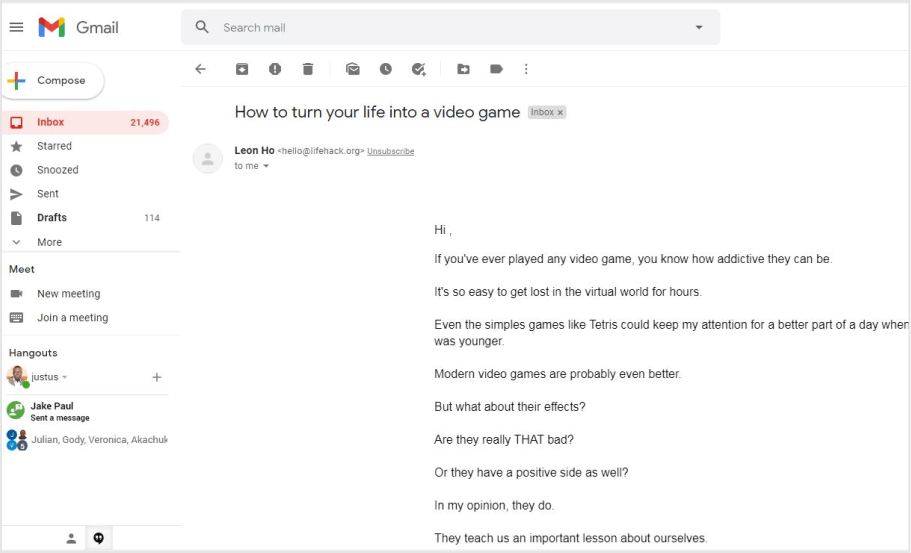 Gmail
Search mail
Compose
Inbox 21,496
Starred
Snoozed
Sent
Drafts 114
More
Meet
New meeting
Join a meeting
Hangouts
justus
Jake Paul
Sent a message
Julian, Gody, Veronica, Akachuk
How to turn your life into a video game Inbox x
Leon Ho <hello@lifehack.org> Unsubscribe
to me
Hi ,
If you've ever played any video game, you know how addictive they can be.
It's so easy to get lost in the virtual world for hours.
Even the simples games like Tetris could keep my attention for a better part of a day when
was younger.
Modern video games are probably even better.
But what about their effects?
Are they really THAT bad?
Or they have a positive side as well?
In my opinion, they do.
They teach us an important lesson about ourselves.